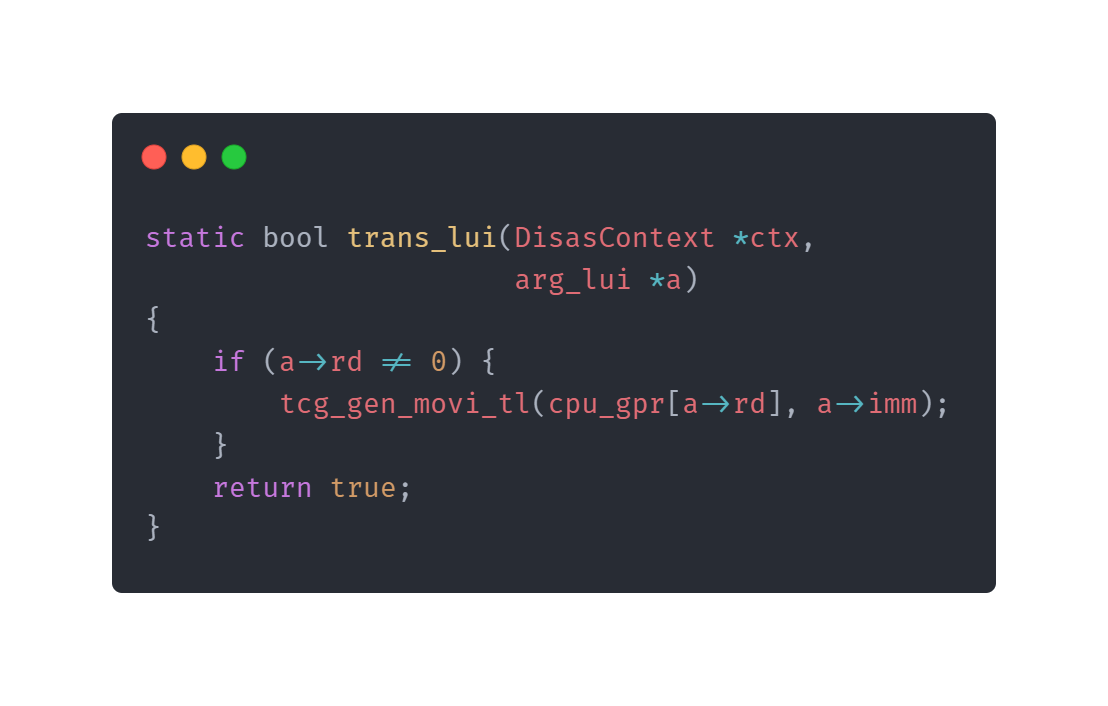 static bool trans_lui(DisasContext *ctx,
                      arg_lui *a)
{
    if (a->rd != 0) {
        tcg_gen_movi_tl(cpu_gpr[a->rd], a->imm);
    }
    return true;
}